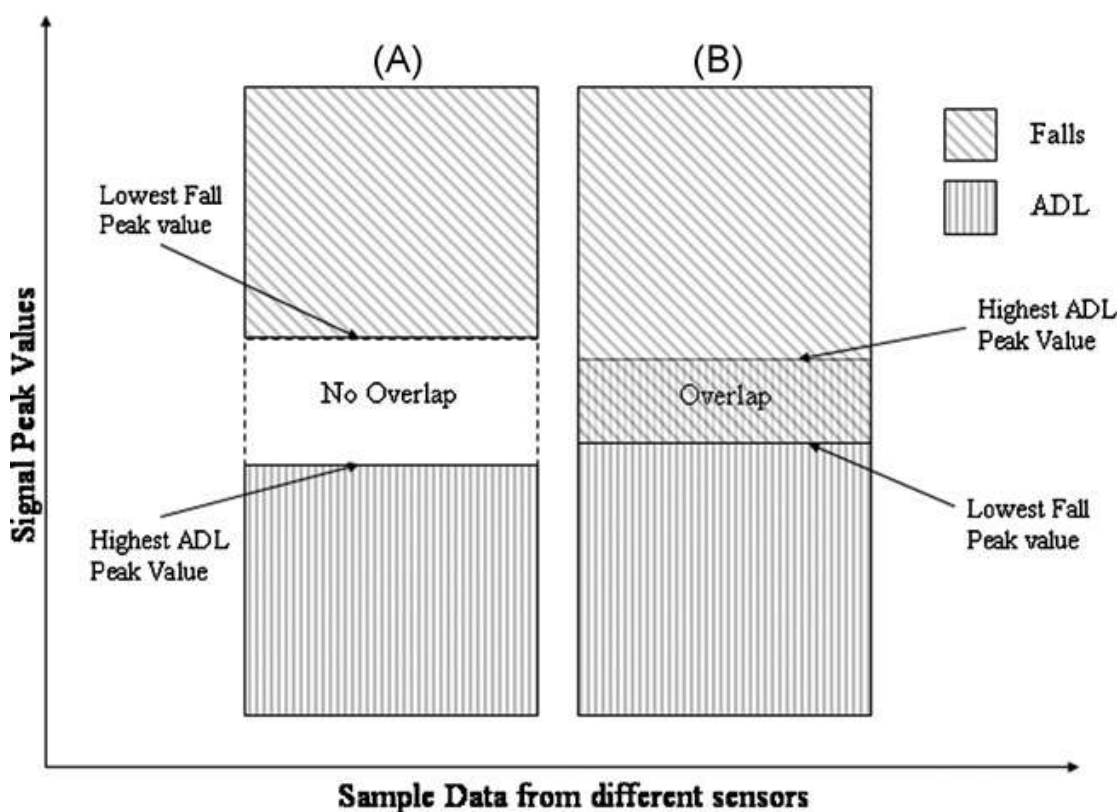 (A)
(B)
Falls
ADL
Lowest Fall
Peak value
Highest ADL
Peak Value
No Overlap
Overlap
Highest ADL
Peak Value
Lowest Fall
Peak value
Signal Peak Values
Sample Data from different sensors